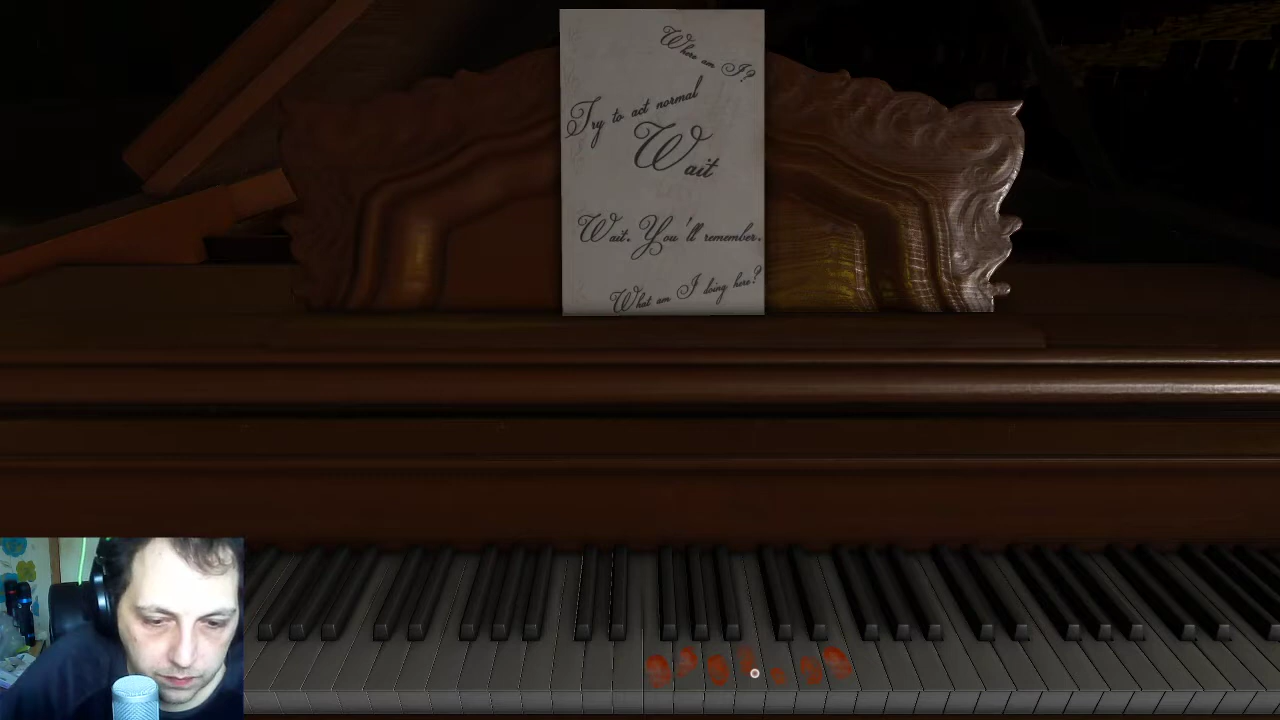 Where am I?
Try to act normal
Wait
Wait. You'll remember.
What am I doing here?